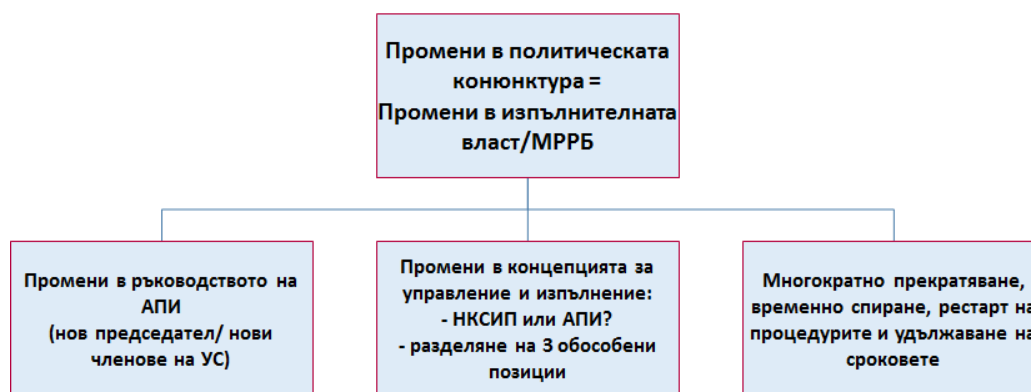 Промени в политическата
конюнктура =
Промени в изпълнителната
власт/МРРБ
Промени в ръководството на
АПИ
(нов председател/ нови
членове на УС)
Промени в концепцията за
управление и изпълнение:
- НКСИП или АПИ?
- разделяне на 3 обособени
позиции
Многократно прекратяване,
временно спиране, рестарт на
процедурите и удължаване на
сроковете